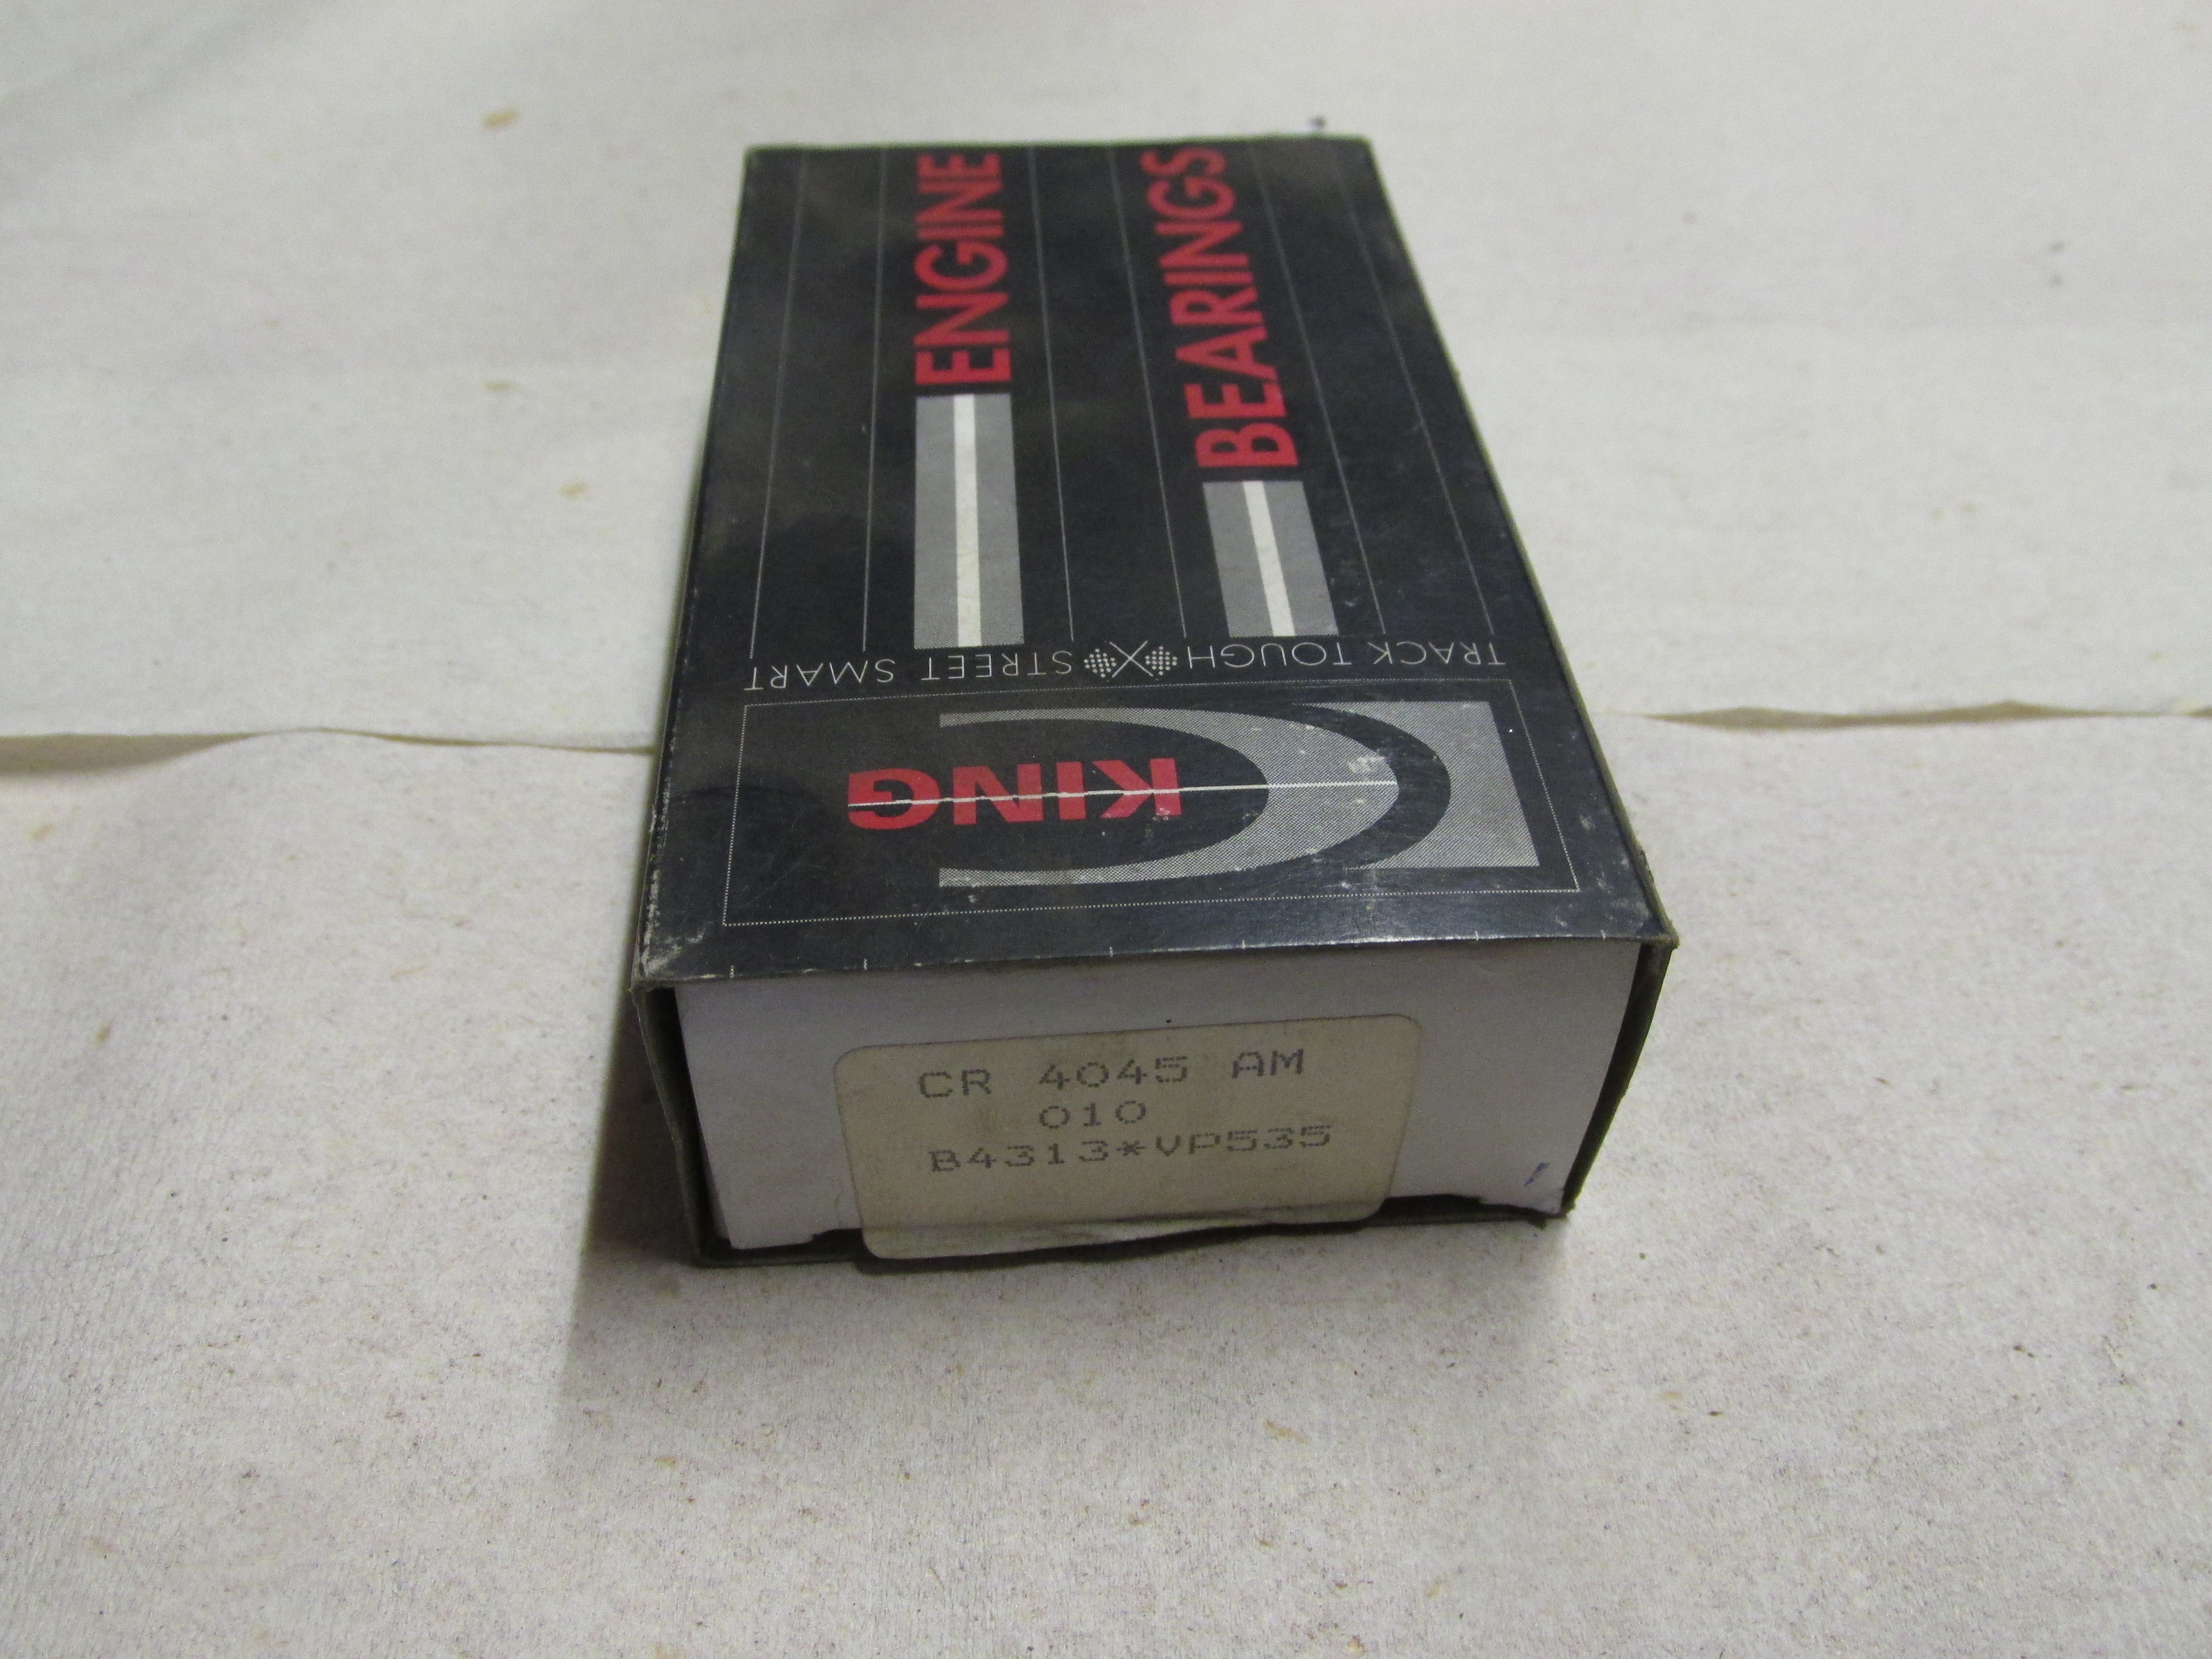 ENGINE
BEARINGS
TRACK TOUGH STREET SMART
KING
CR 4045 AM
010
B4313*VP535